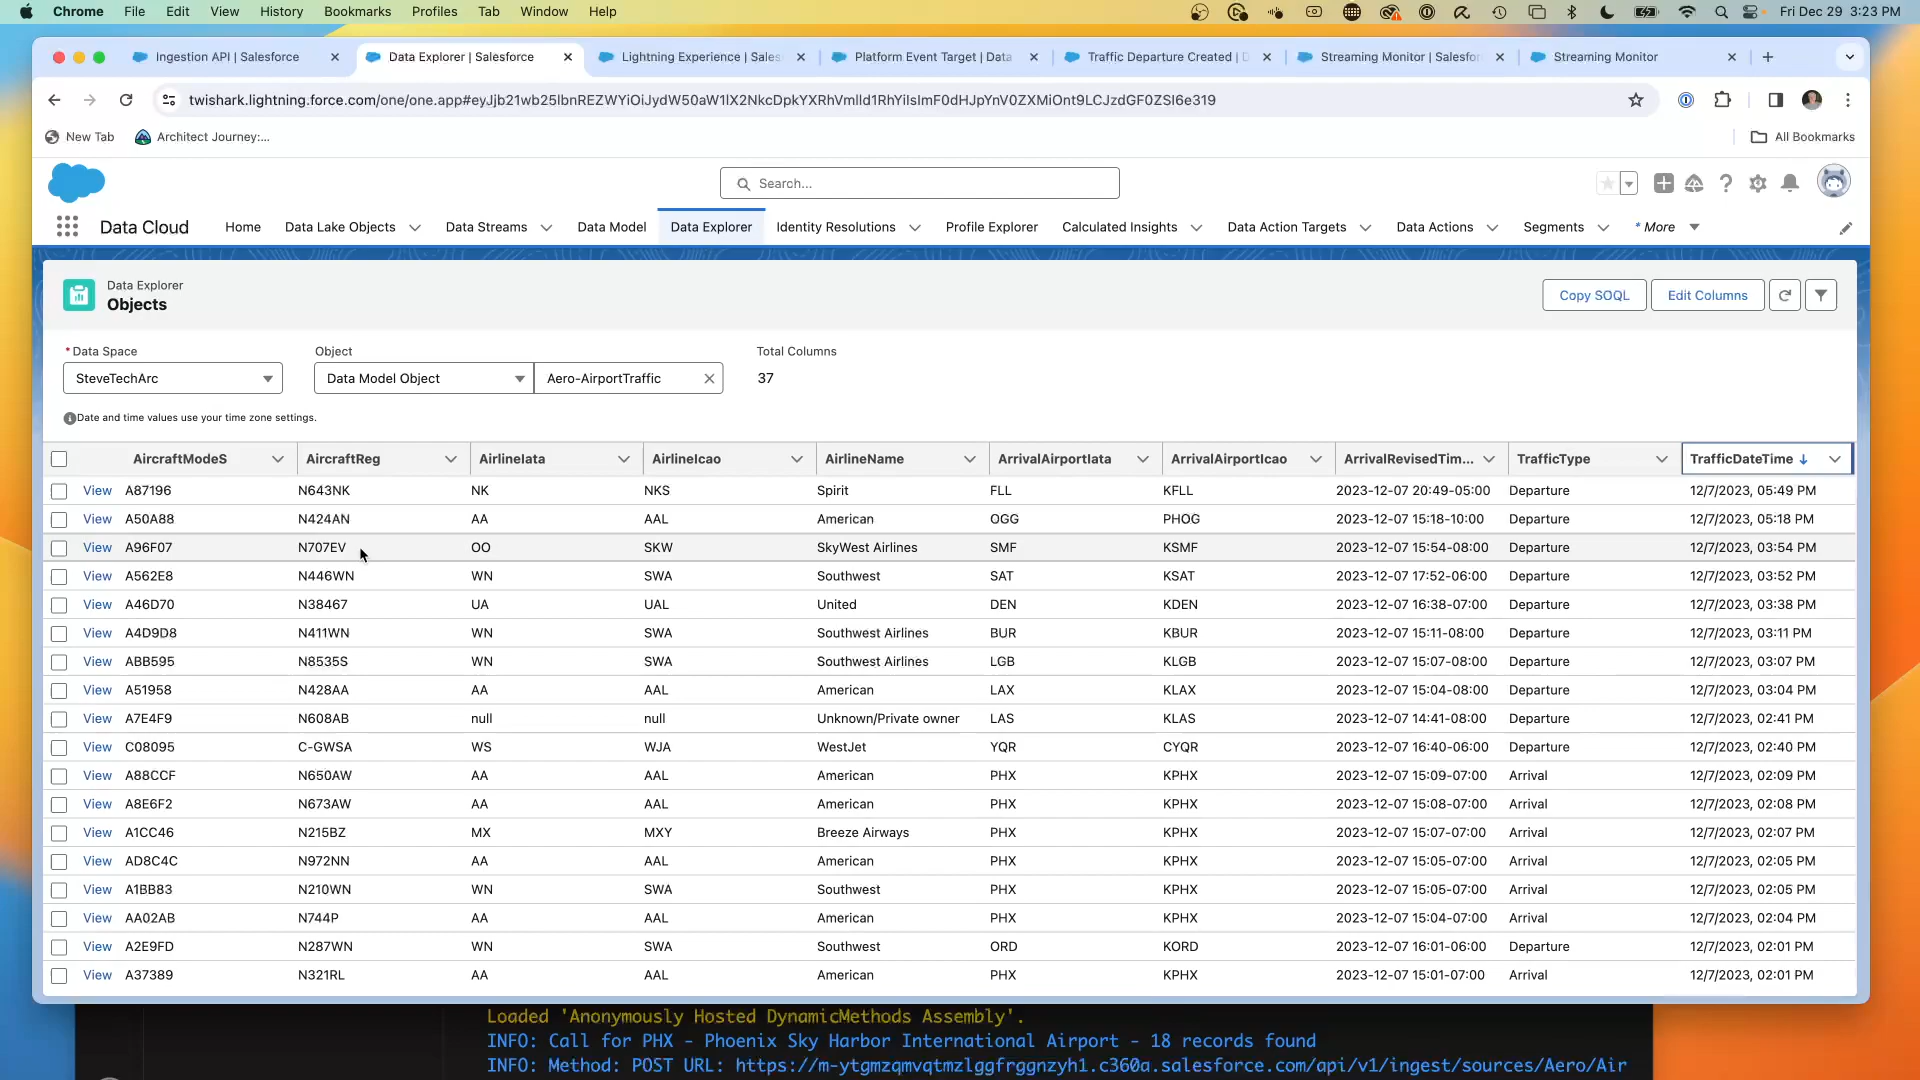 Chrome File Edit View History Bookmarks Profiles Tab Window Help Fri Dec 29 3:23 PM
Ingestion API | Salesforce Data Explorer | Salesforce Lightning Experience | Sales Platform Event Target | Data Traffic Departure Created | D Streaming Monitor | Salesfor Streaming Monitor
twishark.lightning.force.com/one/one.app#eyJjb21wb25lbnREZWYiOiJydW50aW1lX2NkcDpkYXRhVmlld1RhYiIsImF0dHJpYnV0ZXMiOnt9LCJzdGF0ZSI6e319
New Tab Architect Journey:... All Bookmarks
Search...
Data Cloud Home Data Lake Objects Data Streams Data Model Data Explorer Identity Resolutions Profile Explorer Calculated Insights Data Action Targets Data Actions Segments * More
Data Explorer
Objects
Copy SOQL Edit Columns
* Data Space Object Total Columns
SteveTechArc Data Model Object Aero-AirportTraffic 37
Date and time values use your time zone settings.
AircraftModeS AircraftReg AirlineIata AirlineIcao AirlineName ArrivalAirportIata ArrivalAirportIcao ArrivalRevisedTim... TrafficType TrafficDateTime
View A87196 N643NK NK NKS Spirit FLL KFLL 2023-12-07 20:49-05:00 Departure 12/7/2023, 05:49 PM
View A50A88 N424AN AA AAL American OGG PHOG 2023-12-07 15:18-10:00 Departure 12/7/2023, 05:18 PM
View A96F07 N707EV OO SKW SkyWest Airlines SMF KSMF 2023-12-07 15:54-08:00 Departure 12/7/2023, 03:54 PM
View A562E8 N446WN WN SWA Southwest SAT KSAT 2023-12-07 17:52-06:00 Departure 12/7/2023, 03:52 PM
View A46D70 N38467 UA UAL United DEN KDEN 2023-12-07 16:38-07:00 Departure 12/7/2023, 03:38 PM
View A4D9D8 N411WN WN SWA Southwest Airlines BUR KBUR 2023-12-07 15:11-08:00 Departure 12/7/2023, 03:11 PM
View ABB595 N8535S WN SWA Southwest Airlines LGB KLGB 2023-12-07 15:07-08:00 Departure 12/7/2023, 03:07 PM
View A51958 N428AA AA AAL American LAX KLAX 2023-12-07 15:04-08:00 Departure 12/7/2023, 03:04 PM
View A7E4F9 N608AB null null Unknown/Private owner LAS KLAS 2023-12-07 14:41-08:00 Departure 12/7/2023, 02:41 PM
View C08095 C-GWSA WS WJA WestJet YQR CYQR 2023-12-07 16:40-06:00 Departure 12/7/2023, 02:40 PM
View A88CCF N650AW AA AAL American PHX KPHX 2023-12-07 15:09-07:00 Arrival 12/7/2023, 02:09 PM
View A8E6F2 N673AW AA AAL American PHX KPHX 2023-12-07 15:08-07:00 Arrival 12/7/2023, 02:08 PM
View A1CC46 N215BZ MX MXY Breeze Airways PHX KPHX 2023-12-07 15:07-07:00 Arrival 12/7/2023, 02:07 PM
View AD8C4C N972NN AA AAL American PHX KPHX 2023-12-07 15:05-07:00 Arrival 12/7/2023, 02:05 PM
View A1BB83 N210WN WN SWA Southwest PHX KPHX 2023-12-07 15:05-07:00 Arrival 12/7/2023, 02:05 PM
View AA02AB N744P AA AAL American PHX KPHX 2023-12-07 15:04-07:00 Arrival 12/7/2023, 02:04 PM
View A2E9FD N287WN WN SWA Southwest ORD KORD 2023-12-07 16:01-06:00 Departure 12/7/2023, 02:01 PM
View A37389 N321RL AA AAL American PHX KPHX 2023-12-07 15:01-07:00 Arrival 12/7/2023, 02:01 PM
Loaded 'Anonymously Hosted DynamicMethods Assembly'.
INFO: Call for PHX - Phoenix Sky Harbor International Airport - 18 records found
INFO: Method: POST URL: https://m-ytgmzqmvqtmzlggfrggnzyh1.c360a.salesforce.com/api/v1/ingest/sources/Aero/Air